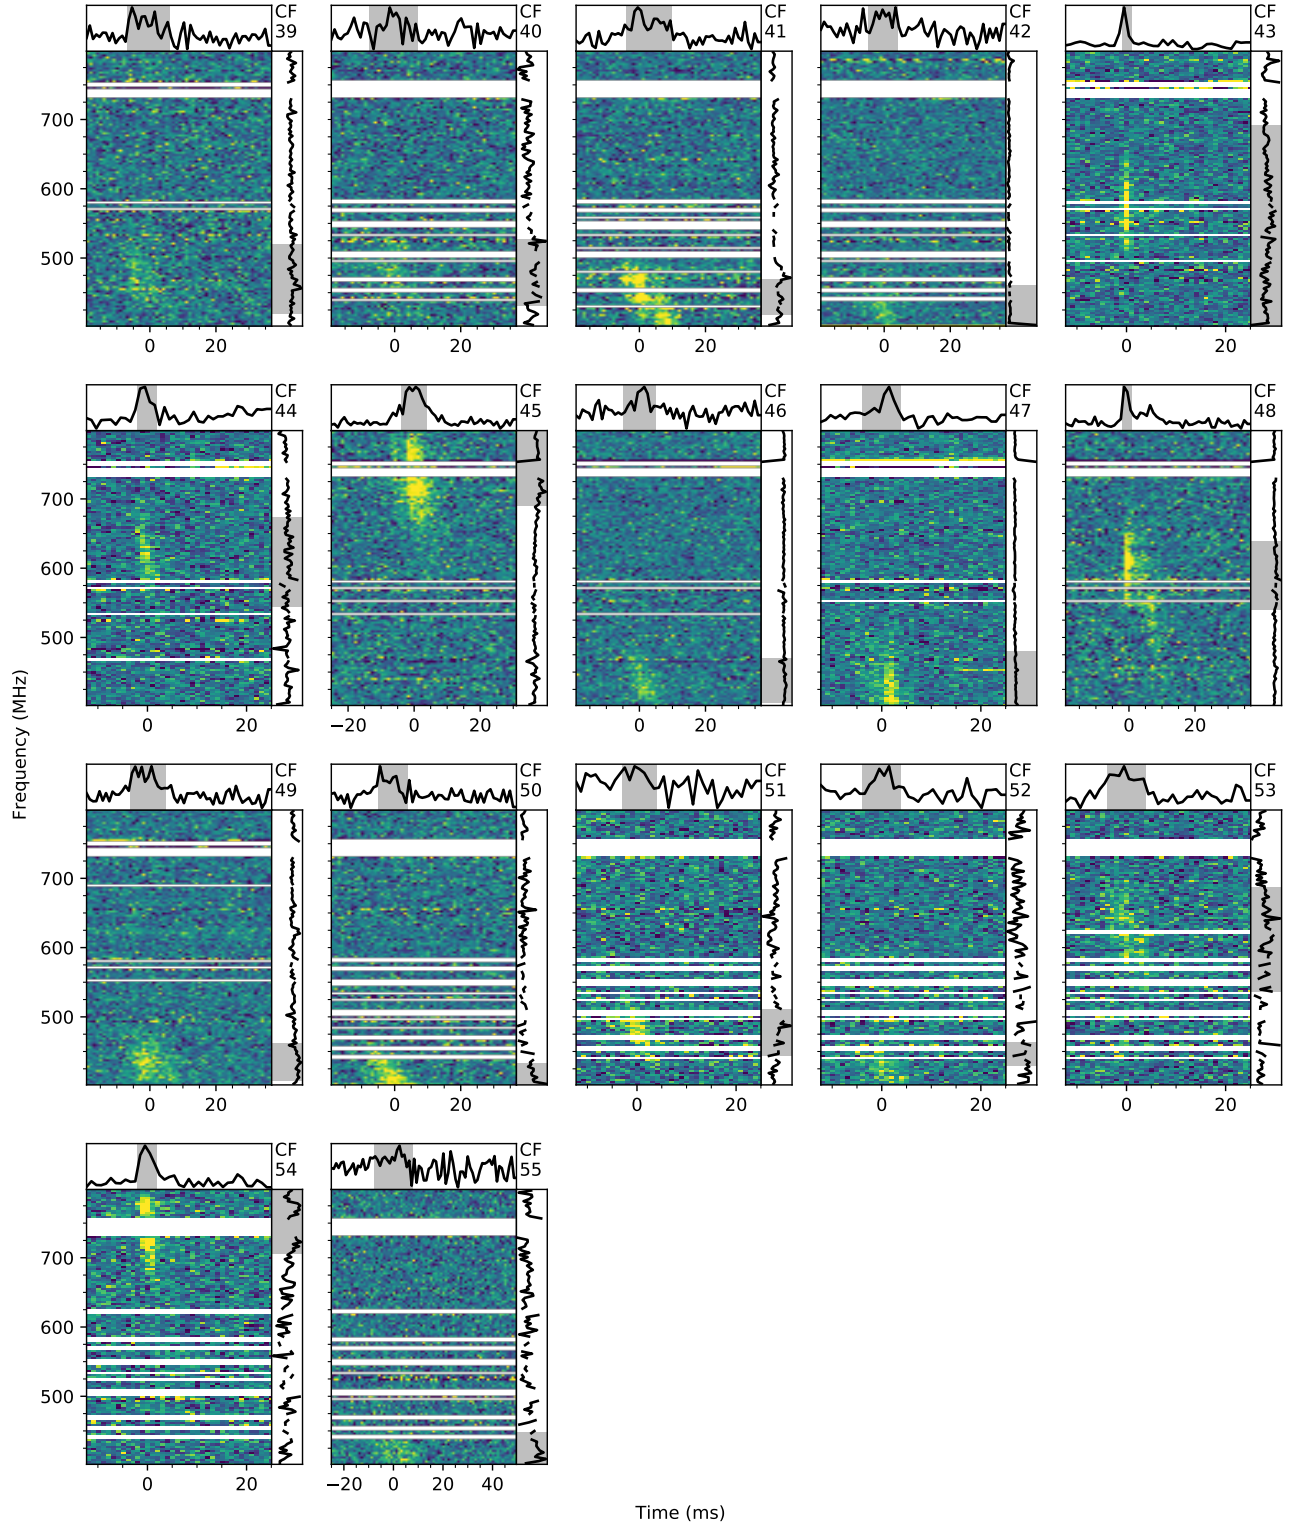 CF 39
CF 40
CF 41
CF 42
CF 43
700
600
500
0 20
0 20
0 20
0 20
0 20
CF 44
CF 45
CF 46
CF 47
CF 48
700
600
500
0 20
−20 0 20
0 20
0 20
0 20
Frequency (MHz)
CF 49
CF 50
CF 51
CF 52
CF 53
700
600
500
0 20
0 20
0 20
0 20
0 20
CF 54
CF 55
700
600
500
0 20
−20 0 20 40
Time (ms)